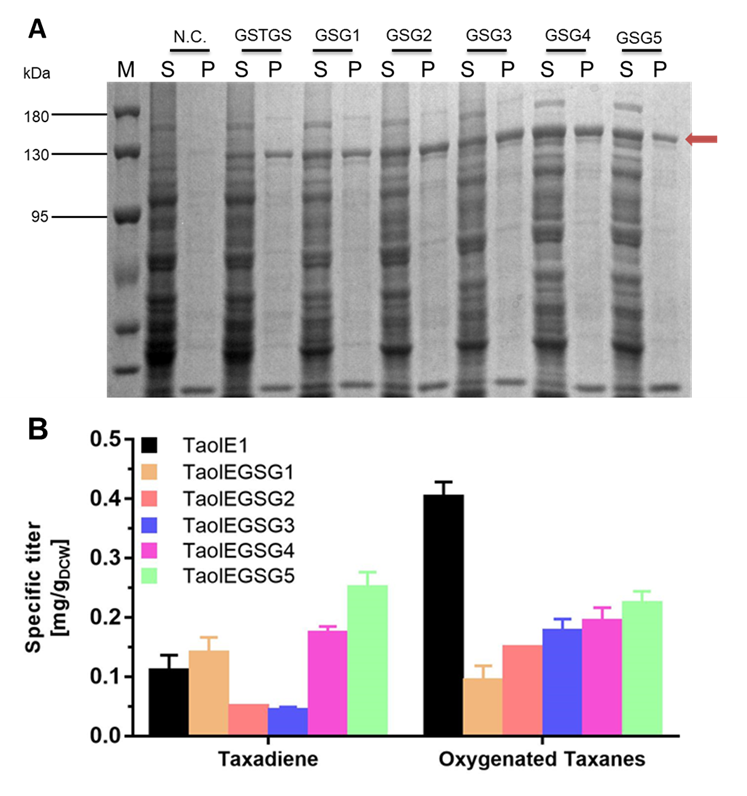 A
N.C. GSTGS GSG1 GSG2 GSG3 GSG4 GSG5
kDa M S P S P S P S P S P S P S P
180
130
95
B
0.5
0.4
0.3
0.2
0.1
0.0
Specific titer
[mg/gDCW]
TaolE1
TaolEGSG1
TaolEGSG2
TaolEGSG3
TaolEGSG4
TaolEGSG5
Taxadiene Oxygenated Taxanes